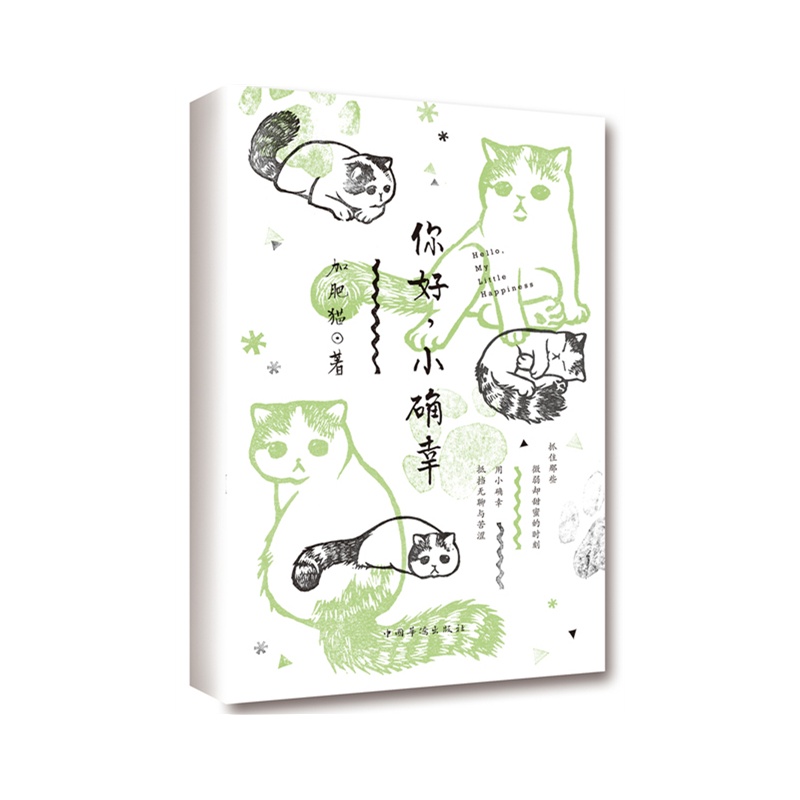 你好，小确幸
Hello,
My
Little
Happiness
加肥猫⊙著
抓住那些
微弱却甜蜜的时刻
用小确幸
抵挡无聊与苦涩
中国华侨出版社